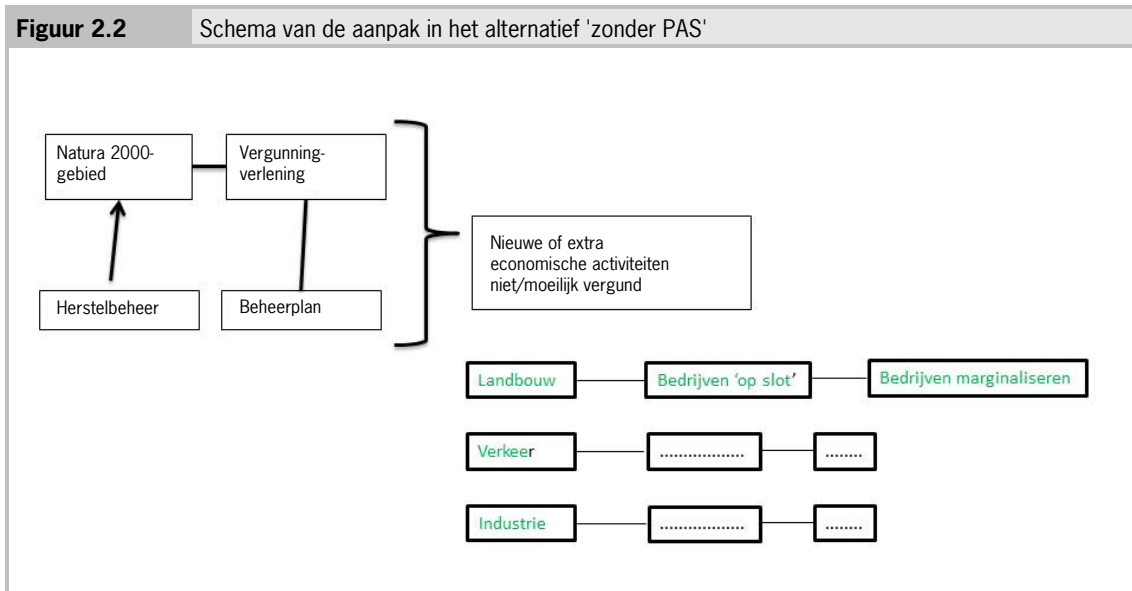 Figuur 2.2 Schema van de aanpak in het alternatief 'zonder PAS'
Natura 2000-
gebied
Vergunning-
verlening
Herstelbeheer
Beheerplan
Nieuwe of extra
economische activiteiten
niet/moeilijk vergund
Landbouw
Bedrijven ‘op slot’
Bedrijven marginaliseren
Verkeer
..................
........
Industrie
..................
........